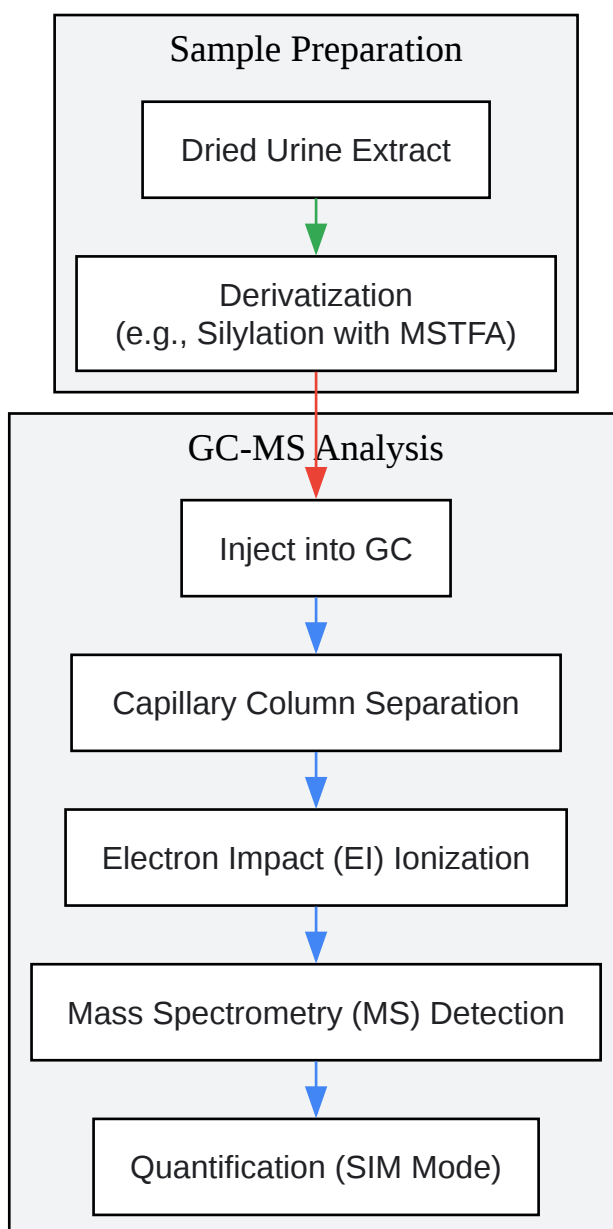 Sample Preparation
Dried Urine Extract
Derivatization
(e.g., Silylation with MSTFA)
GC-MS Analysis
Inject into GC
Capillary Column Separation
Electron Impact (EI) Ionization
Mass Spectrometry (MS) Detection
Quantification (SIM Mode)